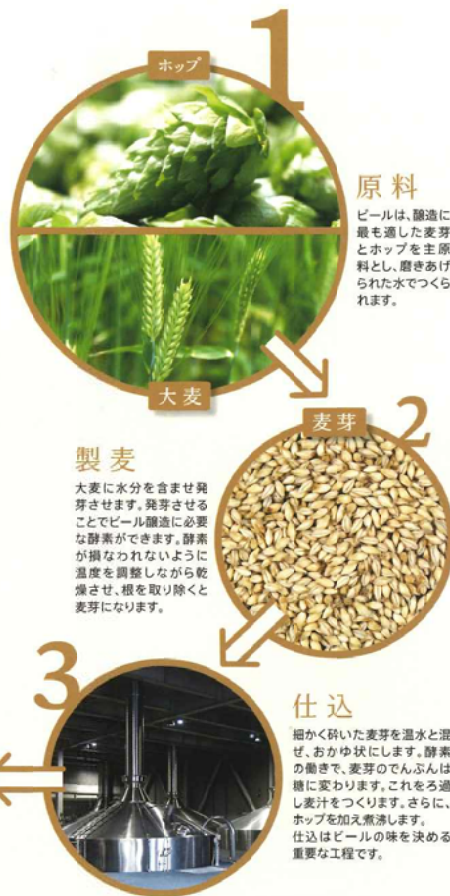 1
ホップ
原料
ビールは、醸造に
最も適した麦芽
とホップを主原
料とし、磨きあげ
られた水でつくら
れます。
大麦
2
麦芽
製麦
大麦に水分を含ませ発
芽させます。発芽させる
ことでビール醸造に必要
な酵素ができます。酵素
が損なわれないように
温度を調整しながら乾
燥させ、根を取り除くと
麦芽になります。
3
仕込
細かく砕いた麦芽を温水と混
ぜ、おかゆ状にします。酵素
の働きで、麦芽のでんぷんは
糖に変わります。これをろ過
し麦汁をつくります。さらに、
ホップを加え煮沸します。
仕込はビールの味を決める
重要な工程です。